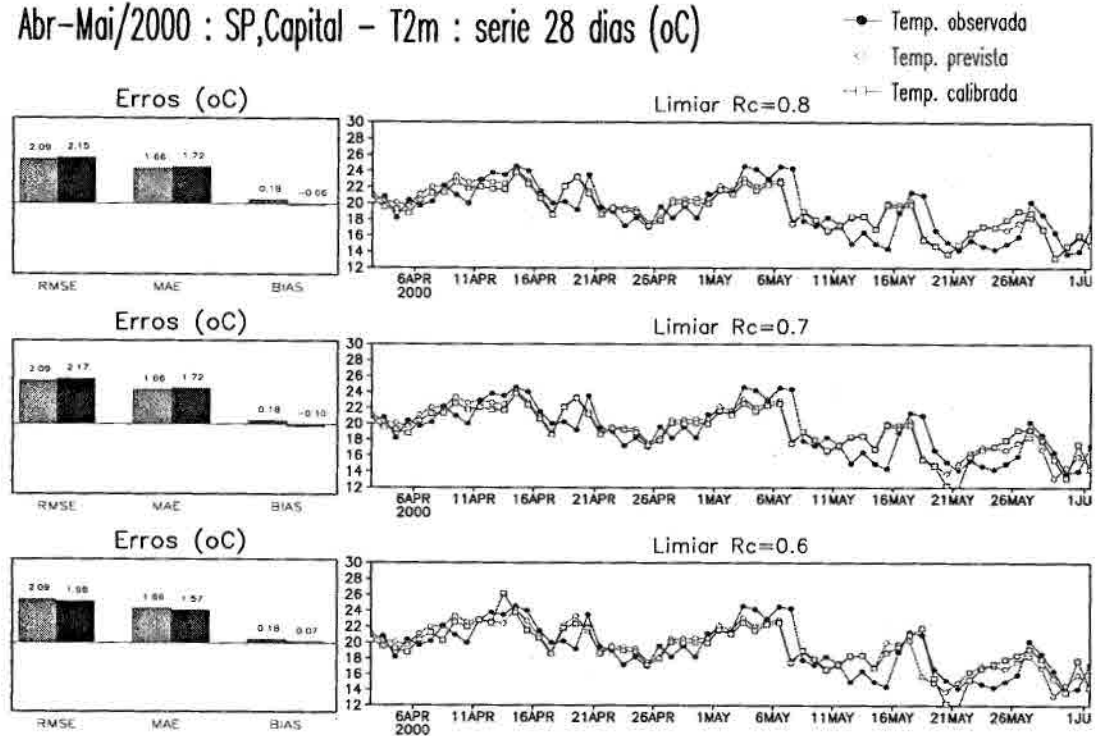 Abr-Mai/2000 : SP,Capital - T2m : serie 28 dias (oC)
Temp. observada
Temp. prevista
Temp. calibrada
Erros (oC)
2.09 2.15 1.66 1.72 0.18 -0.06
RMSE MAE BIAS
Limiar Rc=0.8
30
28
26
24
22
20
18
16
14
12
6APR 11APR 16APR 21APR 26APR 1MAY 6MAY 11MAY 16MAY 21MAY 26MAY 1JU
2000
Erros (oC)
2.09 2.17 1.66 1.72 0.18 -0.10
RMSE MAE BIAS
Limiar Rc=0.7
30
28
26
24
22
20
18
16
14
12
6APR 11APR 16APR 21APR 26APR 1MAY 6MAY 11MAY 16MAY 21MAY 26MAY 1JU
2000
Erros (oC)
2.09 1.66 1.57 0.18 0.07
RMSE MAE BIAS
Limiar Rc=0.6
30
28
26
24
22
20
18
16
14
12
6APR 11APR 16APR 21APR 26APR 1MAY 6MAY 11MAY 16MAY 21MAY 26MAY 1JU
2000